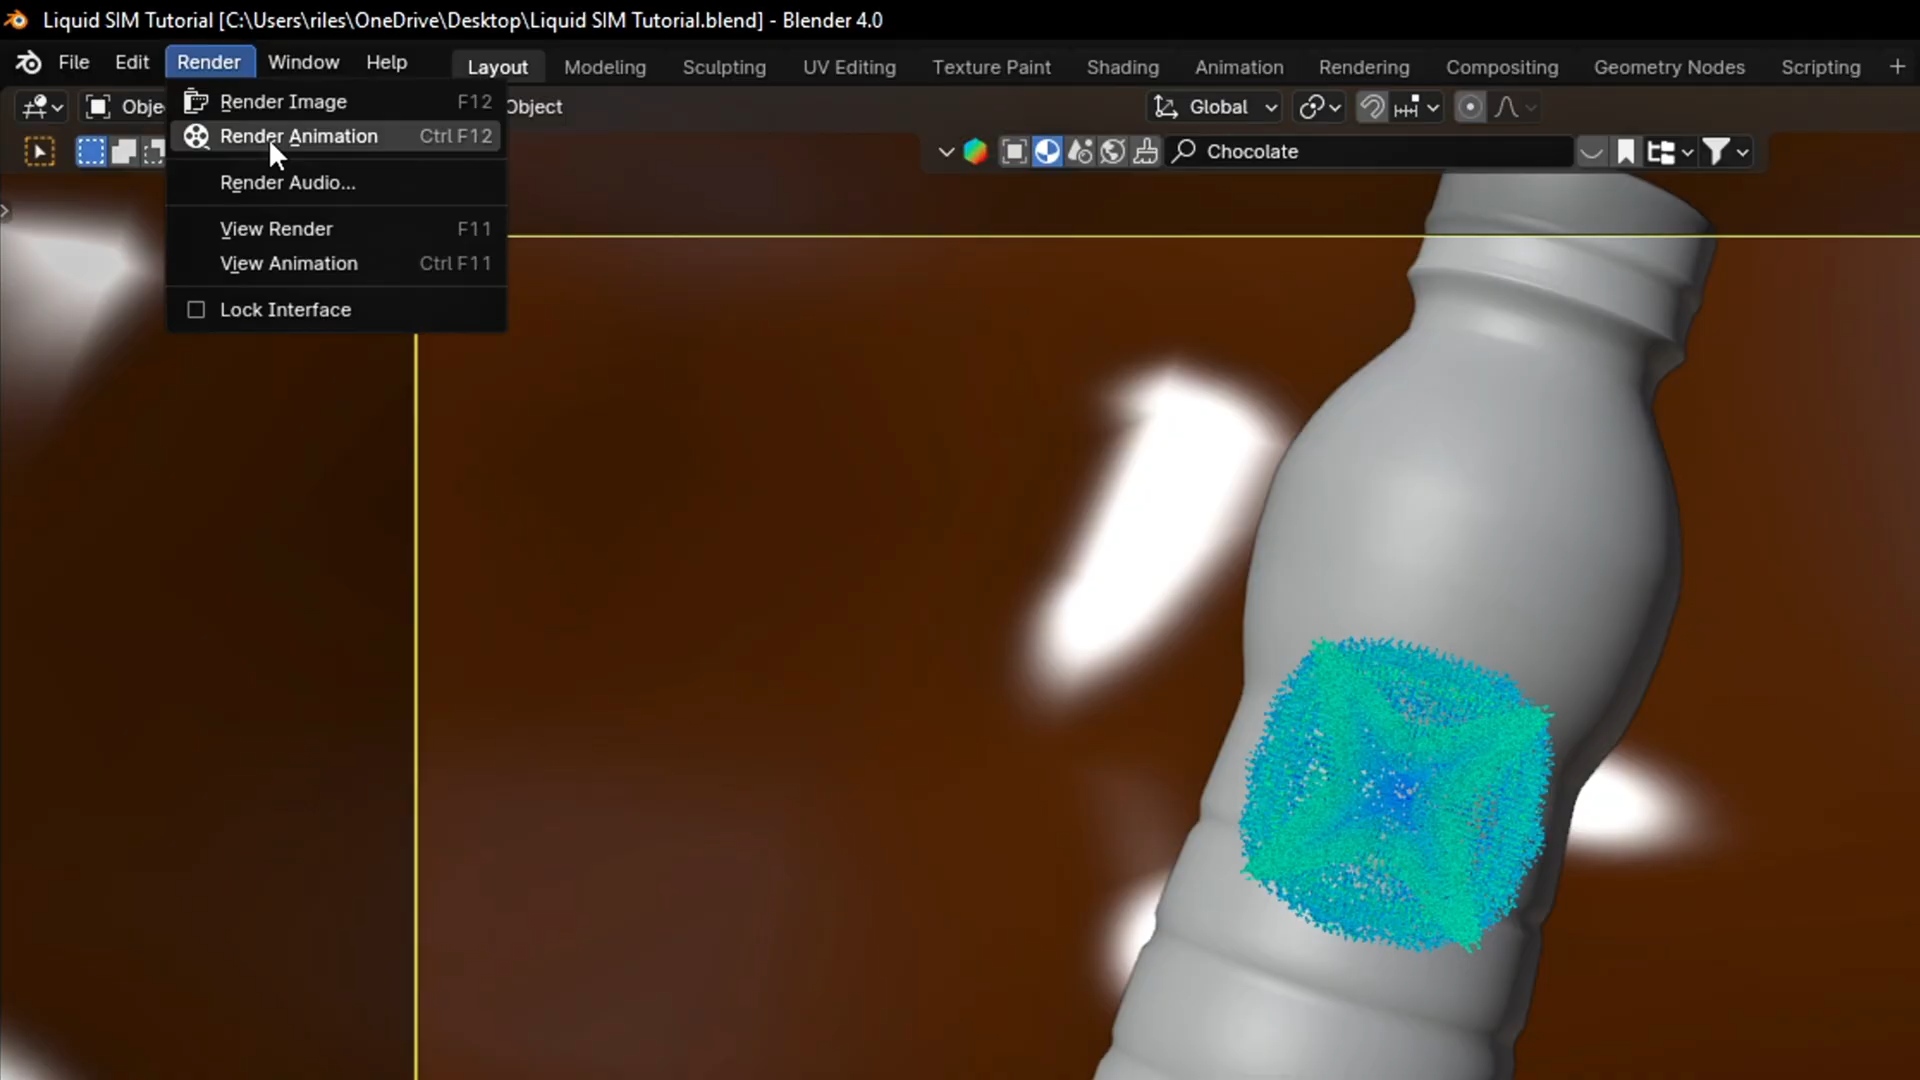 Liquid SIM Tutorial [C:\Users\riles\OneDrive\Desktop\Liquid SIM Tutorial.blend] - Blender 4.0
File Edit Render Window Help Layout Modeling Sculpting UV Editing Texture Paint Shading Animation Rendering Compositing Geometry Nodes Scripting +
Obje Object Global
Render Image F12
Render Animation Ctrl F12
Chocolate
Render Audio...
View Render F11
View Animation Ctrl F11
Lock Interface